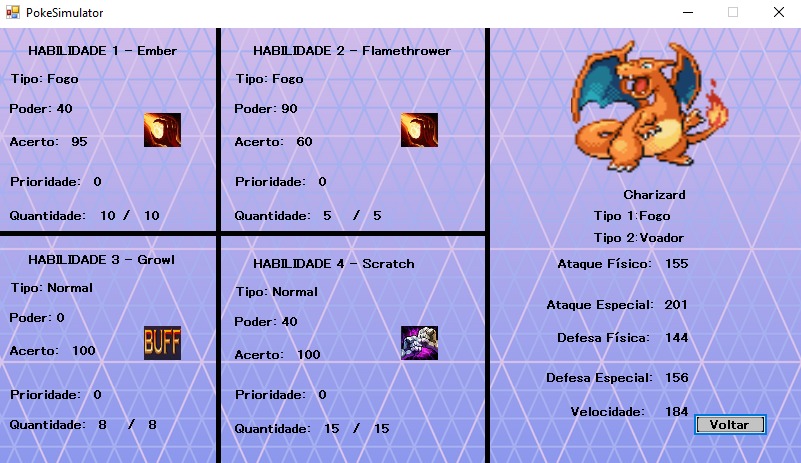 PokeSimulator
HABILIDADE 1 - Ember
Tipo: Fogo
Poder: 40
Acerto: 95
Prioridade: 0
Quantidade: 10 / 10
HABILIDADE 2 - Flamethrower
Tipo: Fogo
Poder: 90
Acerto: 60
Prioridade: 0
Quantidade: 5 / 5
HABILIDADE 3 - Growl
Tipo: Normal
Poder: 0
BUFF
Acerto: 100
Prioridade: 0
Quantidade: 8 / 8
HABILIDADE 4 - Scratch
Tipo: Normal
Poder: 40
Acerto: 100
Prioridade: 0
Quantidade: 15 / 15
Charizard
Tipo 1:Fogo
Tipo 2:Voador
Ataque Físico: 155
Ataque Especial: 201
Defesa Física: 144
Defesa Especial: 156
Velocidade: 184
Voltar